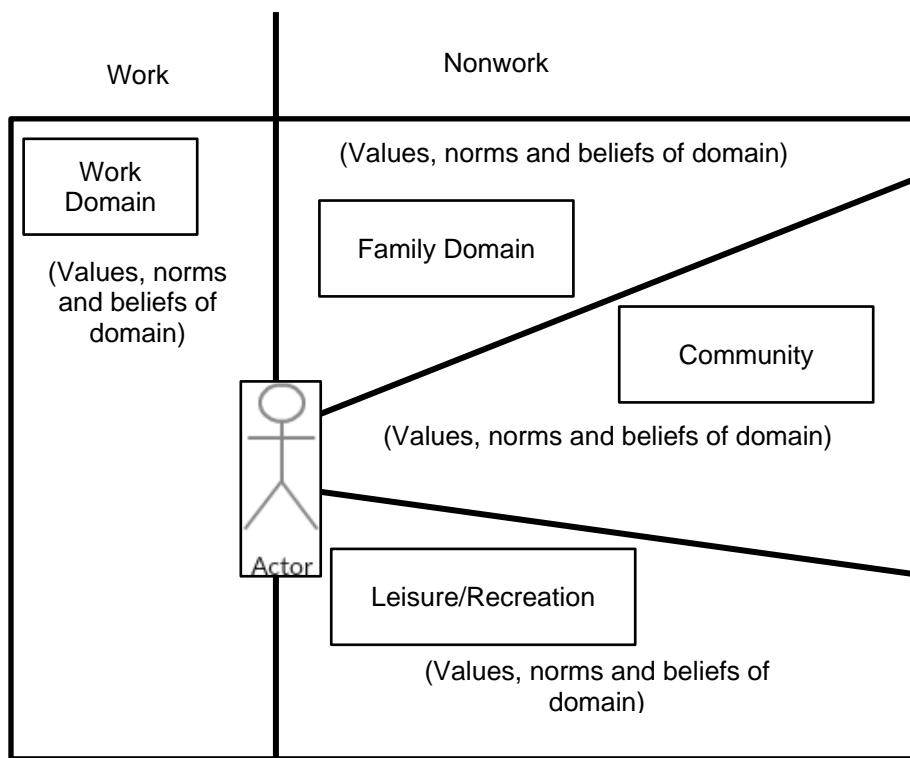 Work
Nonwork
Work
Domain
(Values, norms
and beliefs of
domain)
(Values, norms and beliefs of domain)
Family Domain
Community
(Values, norms and beliefs of domain)
Actor
Leisure/Recreation
(Values, norms and beliefs of
domain)